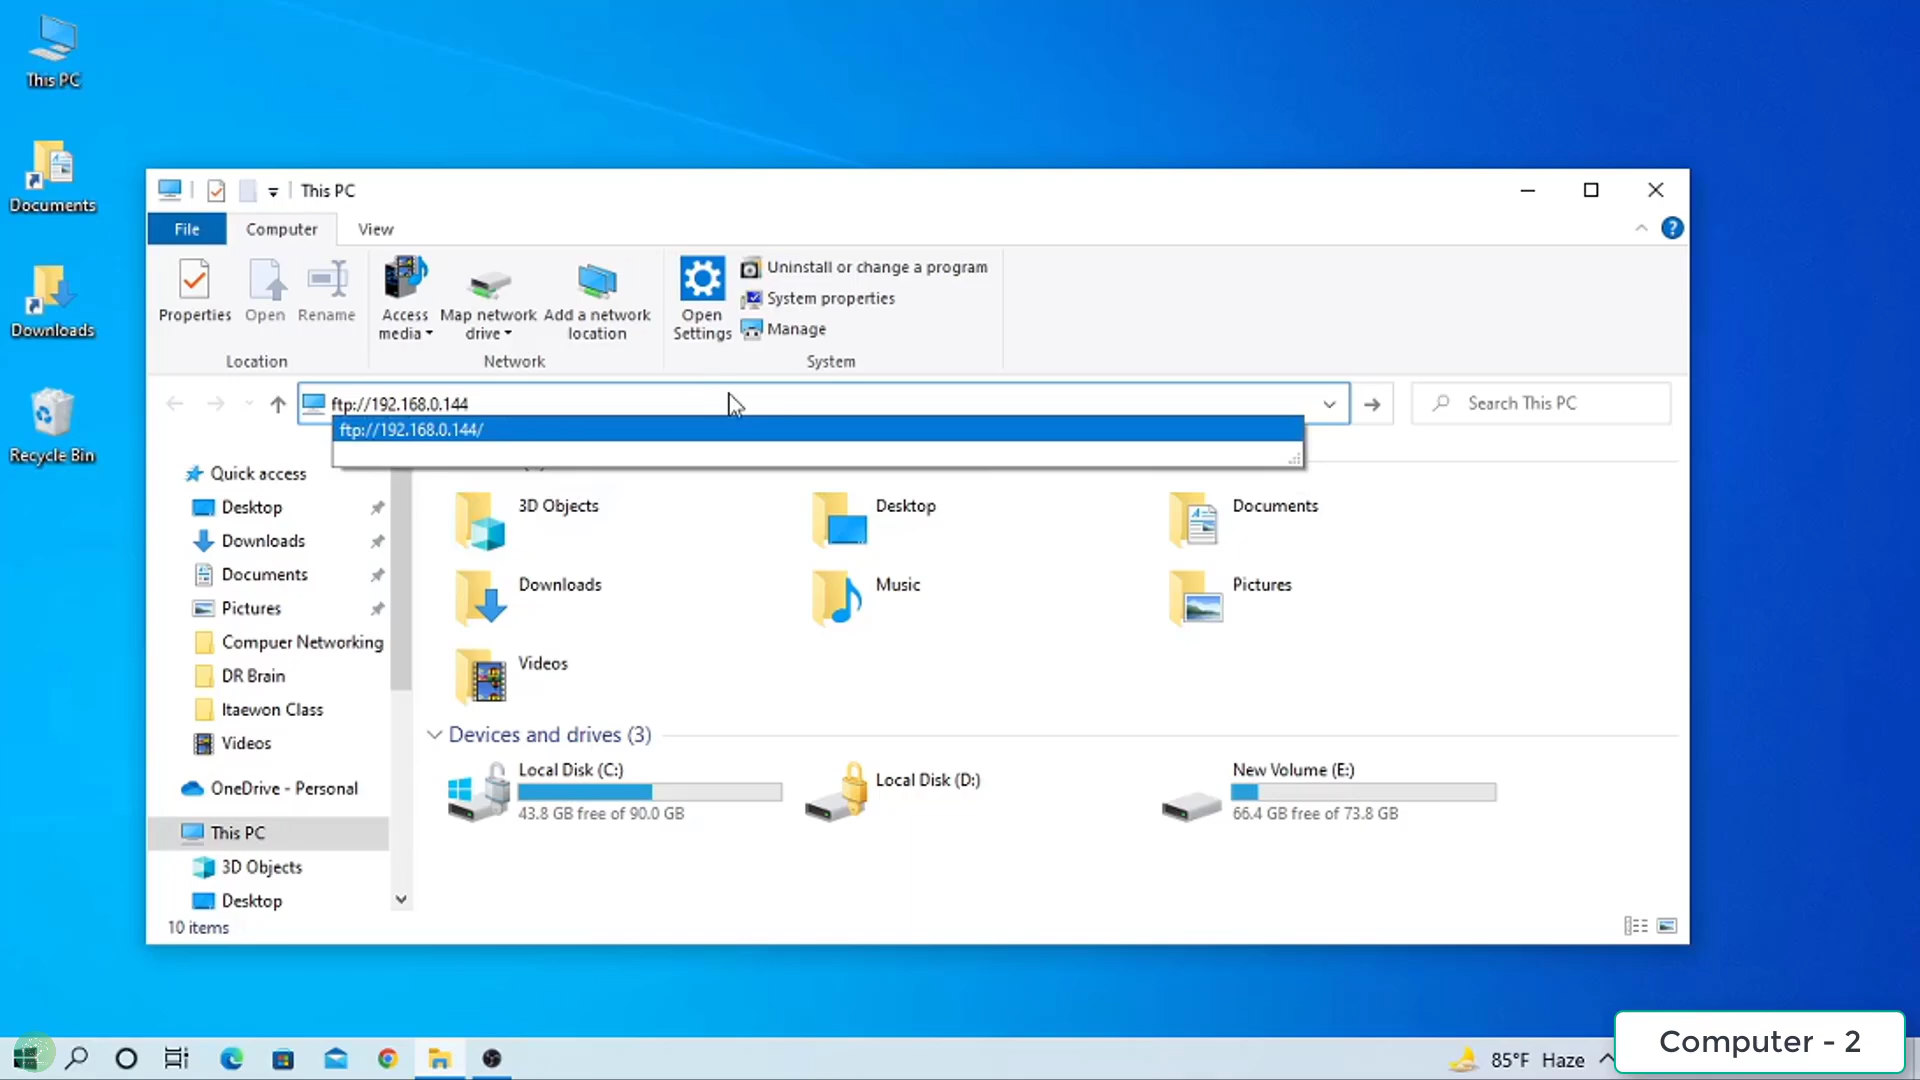 This PC
Documents
Downloads
Recycle Bin
This PC
File
Computer
View
Properties
Open
Rename
Access media
Map network drive
Add a network location
Open Settings
Uninstall or change a program
System properties
Manage
Location
Network
System
ftp://192.168.0.144
ftp://192.168.0.144/
Search This PC
Quick access
Desktop
Downloads
Documents
Pictures
Compuer Networking
DR Brain
Itaewon Class
Videos
OneDrive - Personal
This PC
3D Objects
Desktop
3D Objects
Desktop
Documents
Downloads
Music
Pictures
Videos
Devices and drives (3)
Local Disk (C:)
43.8 GB free of 90.0 GB
Local Disk (D:)
New Volume (E:)
66.4 GB free of 73.8 GB
10 items
85°F Haze
Computer - 2